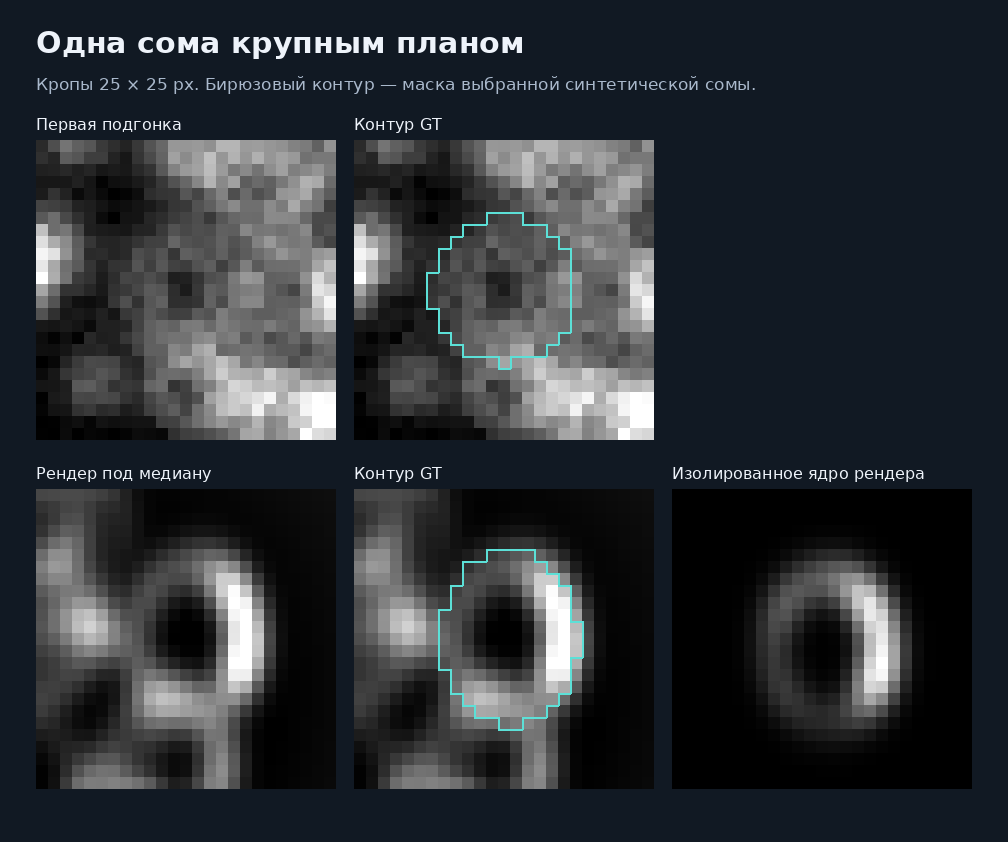 Одна сома крупным планом
Кропы 25 × 25 px. Бирюзовый контур — маска выбранной синтетической сомы.
Первая подгонка
Контур GT
Рендер под медиану
Контур GT
Изолированное ядро рендера